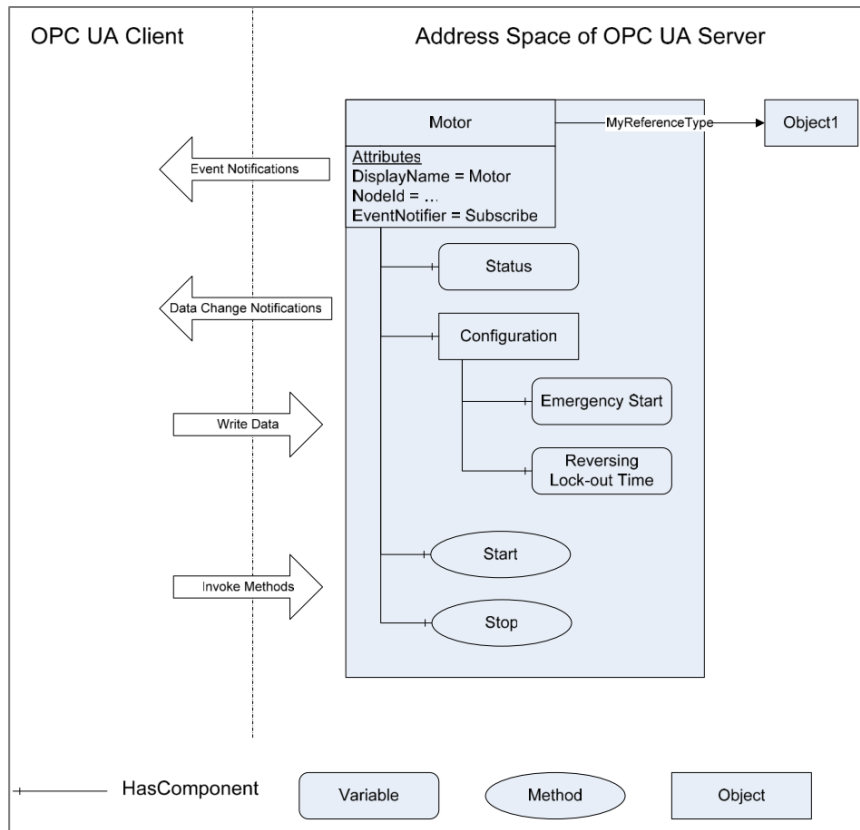 OPC UA Client
Address Space of OPC UA Server
Motor
MyReferenceType
Object1
Attributes
DisplayName = Motor
NodeId = ...
EventNotifier = Subscribe
Event Notifications
Status
Data Change Notifications
Configuration
Emergency Start
Write Data
Reversing
Lock-out Time
Start
Invoke Methods
Stop
HasComponent
Variable
Method
Object